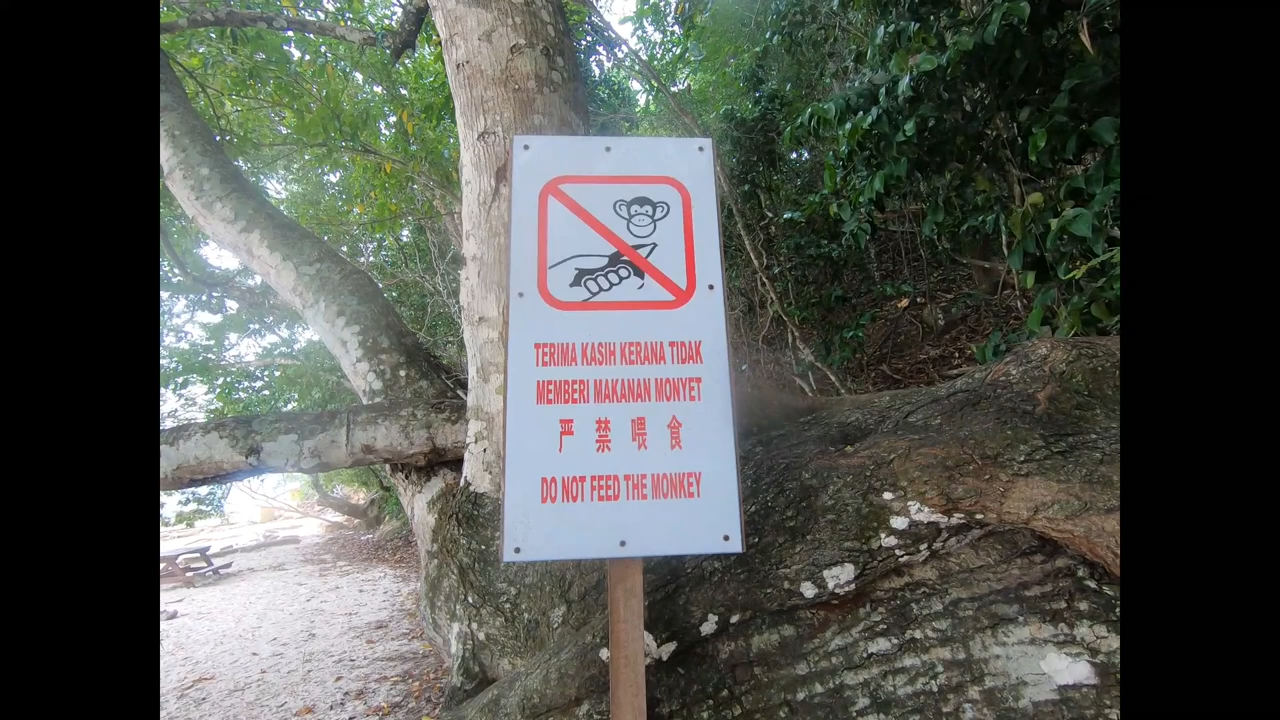 TERIMA KASIH KERANA TIDAK
MEMBERI MAKANAN MONYET
严禁喂食
DO NOT FEED THE MONKEY